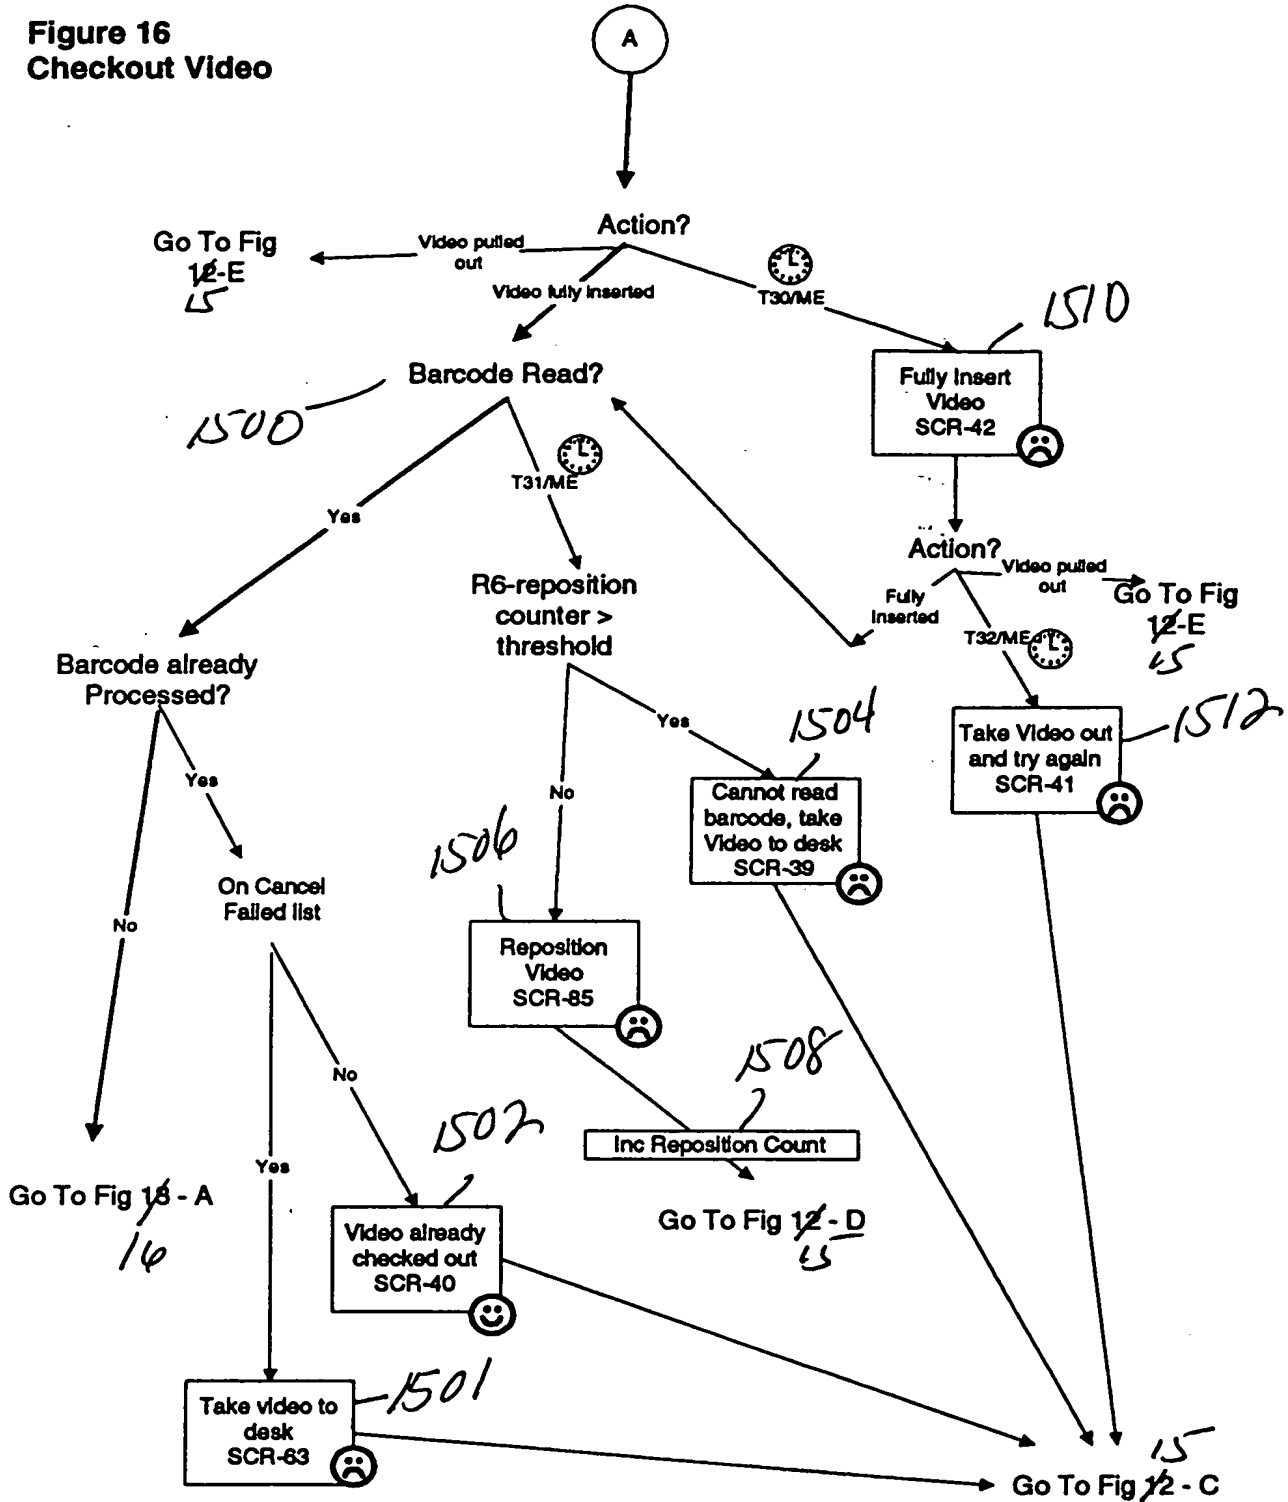 Figure 16
Checkout Video
A
Action?
Video pulled
out
Go To Fig
12-E
15
Video fully inserted
T30/ME
1510
Fully Insert
Video
SCR-42
Barcode Read?
1500
T31/ME
Yes
Action?
Video pulled
out
Go To Fig
12-E
15
Fully
Inserted
T32/ME
R6-reposition
counter >
threshold
Barcode already
Processed?
Yes
1504
1512
Take Video out
and try again
SCR-41
Yes
No
Cannot read
barcode, take
Video to desk
SCR-39
1506
On Cancel
Failed list
No
Reposition
Video
SCR-85
1508
No
1502
Inc Reposition Count
Yes
Go To Fig 18 - A
16
Go To Fig 12 - D
15
Video already
checked out
SCR-40
1501
Take video to
desk
SCR-63
15
Go To Fig 12 - C